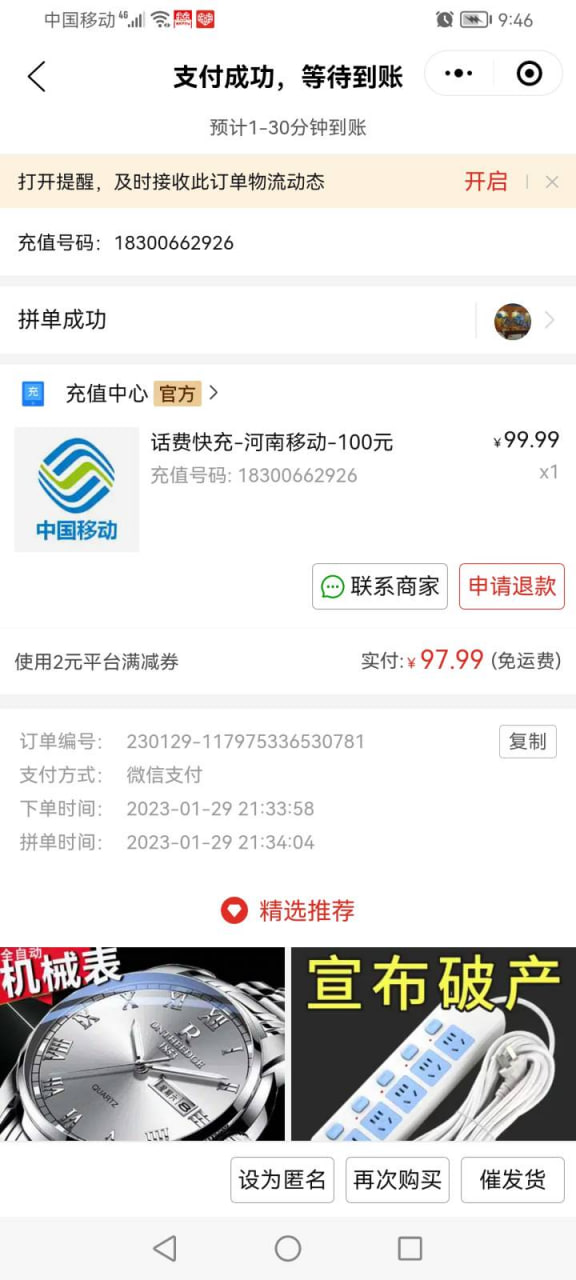 中国移动 4G 9:46
支付成功，等待到账
预计1-30分钟到账
打开提醒，及时接收此订单物流动态 开启
充值号码：18300662926
拼单成功
充 充值中心 官方
话费快充-河南移动-100元 ¥99.99
充值号码: 18300662926 x1
中国移动
联系商家 申请退款
使用2元平台满减券 实付:¥97.99 (免运费)
订单编号： 230129-117975336530781 复制
支付方式： 微信支付
下单时间： 2023-01-29 21:33:58
拼单时间： 2023-01-29 21:34:04
精选推荐
全自动
机械表
宣布破产
QUARTZ
设为匿名 再次购买 催发货